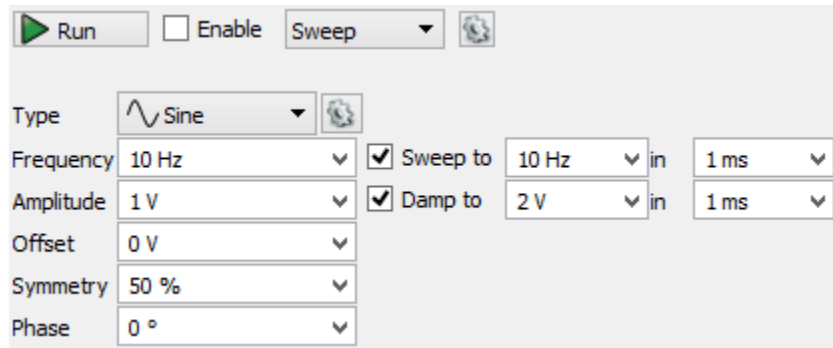 Run Enable Sweep
Type Sine
Frequency 10 Hz Sweep to 10 Hz in 1 ms
Amplitude 1 V Damp to 2 V in 1 ms
Offset 0 V
Symmetry 50 %
Phase 0 °